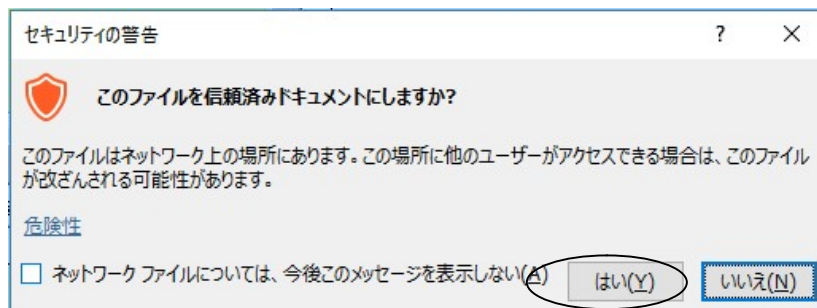 セキュリティの警告 ? ×
このファイルを信頼済みドキュメントにしますか?
このファイルはネットワーク上の場所にあります。この場所に他のユーザーがアクセスできる場合は、このファイル
が改ざんされる可能性があります。
危険性
ネットワーク ファイルについては、今後このメッセージを表示しない(A) はい(Y) いいえ(N)